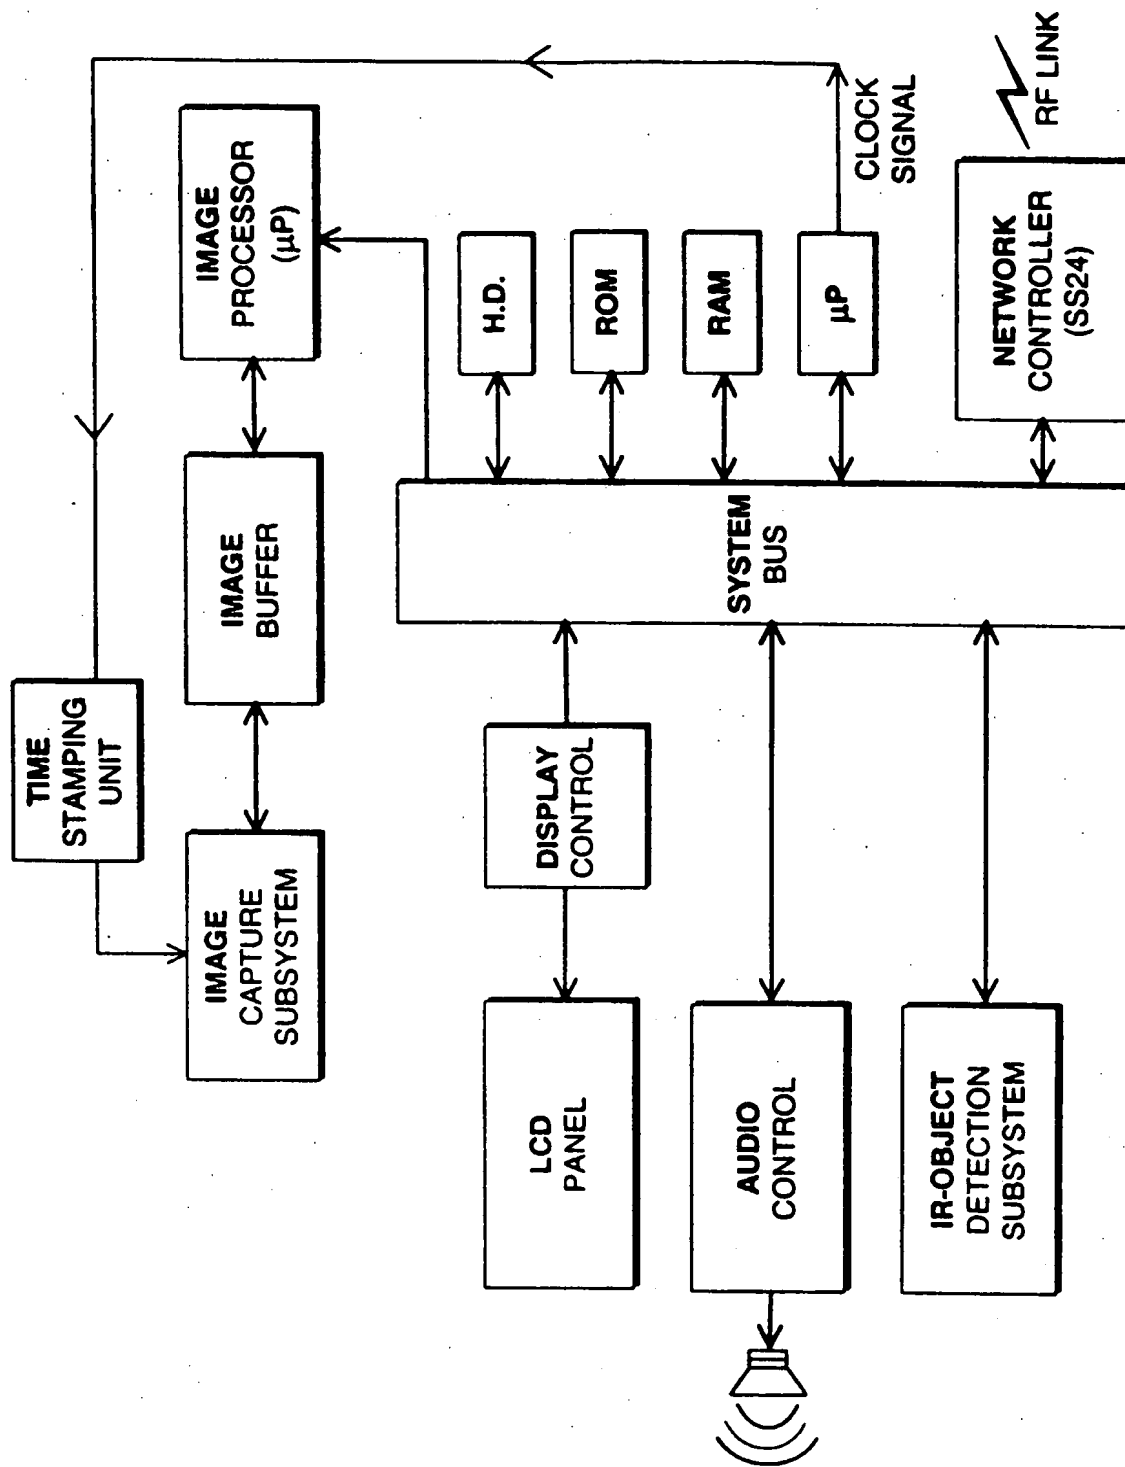 TIME
STAMPING
UNIT
IMAGE
CAPTURE
SUBSYSTEM
IMAGE
BUFFER
IMAGE
PROCESSOR
(µP)
LCD
PANEL
DISPLAY
CONTROL
H.D.
ROM
RAM
µP
CLOCK
SIGNAL
SYSTEM
BUS
AUDIO
CONTROL
IR-OBJECT
DETECTION
SUBSYSTEM
NETWORK
CONTROLLER
(SS24)
RF LINK